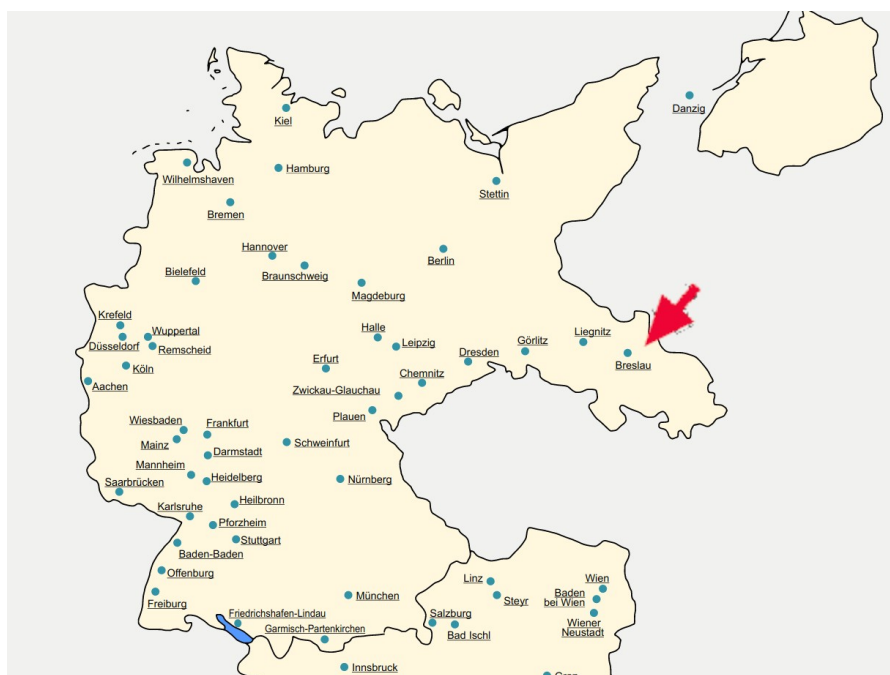 Danzig
Kiel
Hamburg
Wilhelmshaven
Stettin
Bremen
Hannover
Berlin
Braunschweig
Bielefeld
Magdeburg
Krefeld
Wuppertal
Halle
Liegnitz
Düsseldorf
Remscheid
Leipzig
Görlitz
Breslau
Köln
Erfurt
Dresden
Aachen
Chemnitz
Zwickau-Glauchau
Wiesbaden
Frankfurt
Plauen
Mainz
Schweinfurt
Darmstadt
Mannheim
Heidelberg
Nürnberg
Saarbrücken
Heilbronn
Karlsruhe
Pforzheim
Stuttgart
Baden-Baden
Offenburg
Linz
Wien
Freiburg
München
Steyr
Baden
bei Wien
Friedrichshafen-Lindau
Salzburg
Wiener
Neustadt
Garmisch-Partenkirchen
Bad Ischl
Innsbruck